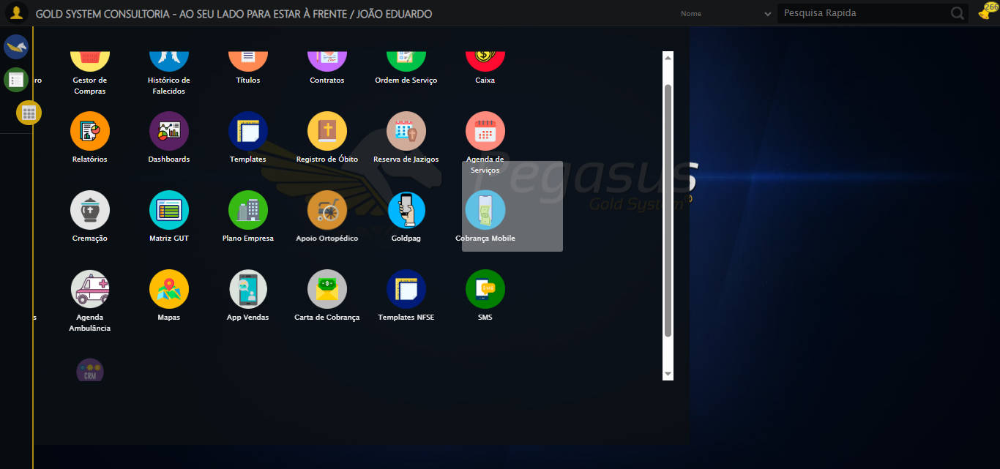 GOLD SYSTEM CONSULTORIA - AO SEU LADO PARA ESTAR À FRENTE / JOÃO EDUARDO
Nome
Pesquisa Rapida
266
ro
Gestor de
Compras
Histórico de
Falecidos
Títulos
Contratos
Ordem de Serviço
Caixa
Relatórios
Dashboards
Templates
Registro de Óbito
Reserva de Jazigos
Agenda de
Serviços
Pegasus
Gold System®
Cremação
Matriz GUT
Plano Empresa
Apoio Ortopédico
Goldpag
Cobrança Mobile
s
Agenda
Ambulância
Mapas
App Vendas
Carta de Cobrança
Templates NFSE
SMS
SMS
CRM